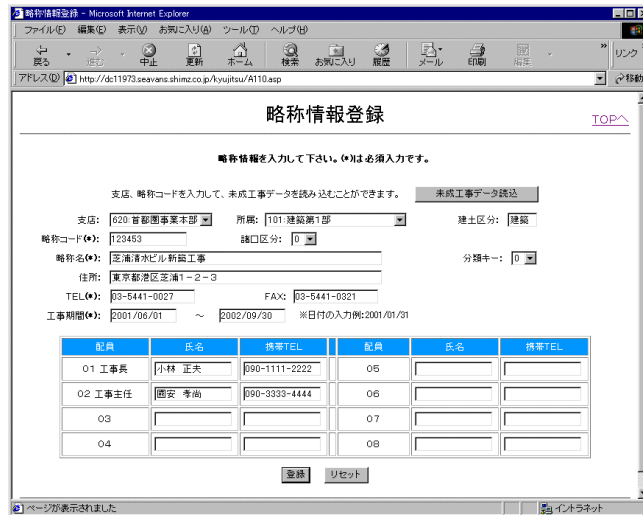 略称情報登録 - Microsoft Internet Explorer
ファイル(F) 編集(E) 表示(V) お気に入り(A) ツール(T) ヘルプ(H)
戻る 進む 中止 更新 ホーム 検索 お気に入り 履歴 メール 印刷 編集 » リンク
アドレス(D) http://dc11973.seavans.shimz.co.jp/kyujitsu/A110.asp 移動
略称情報登録
TOPへ
略称情報を入力して下さい。(*)は必須入力です。
支店、略称コードを入力して、未成工事データを読み込むことができます。 未成工事データ読込
支店: 620:首都圏事業本部 所属: 101:建築第1部 建土区分: 建築
略称コード(*): 123453 諸口区分: 0
略称名(*): 芝浦清水ビル新築工事 分類キー: 0
住所: 東京都港区芝浦1-2-3
TEL(*): 03-5441-0027 FAX: 03-5441-0321
工事期間(*): 2001/06/01 ～ 2002/09/30 ※日付の入力例:2001/01/31
配員 氏名 携帯TEL 配員 氏名 携帯TEL
01 工事長 小林 正夫 090-1111-2222 05
02 工事主任 國安 孝尚 090-3333-4444 06
03 07
04 08
登録 リセット
ページが表示されました イントラネット